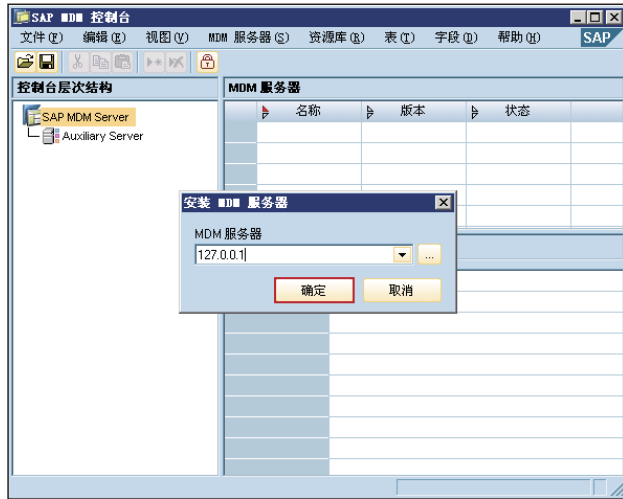 SAP MDM 控制台
文件(F) 编辑(E) 视图(V) MDM 服务器(S) 资源库(R) 表(T) 字段(D) 帮助(H) SAP
控制台层次结构
MDM 服务器
名称 版本 状态
SAP MDM Server
Auxiliary Server
安装 MDM 服务器
MDM 服务器
127.0.0.1
...
确定 取消